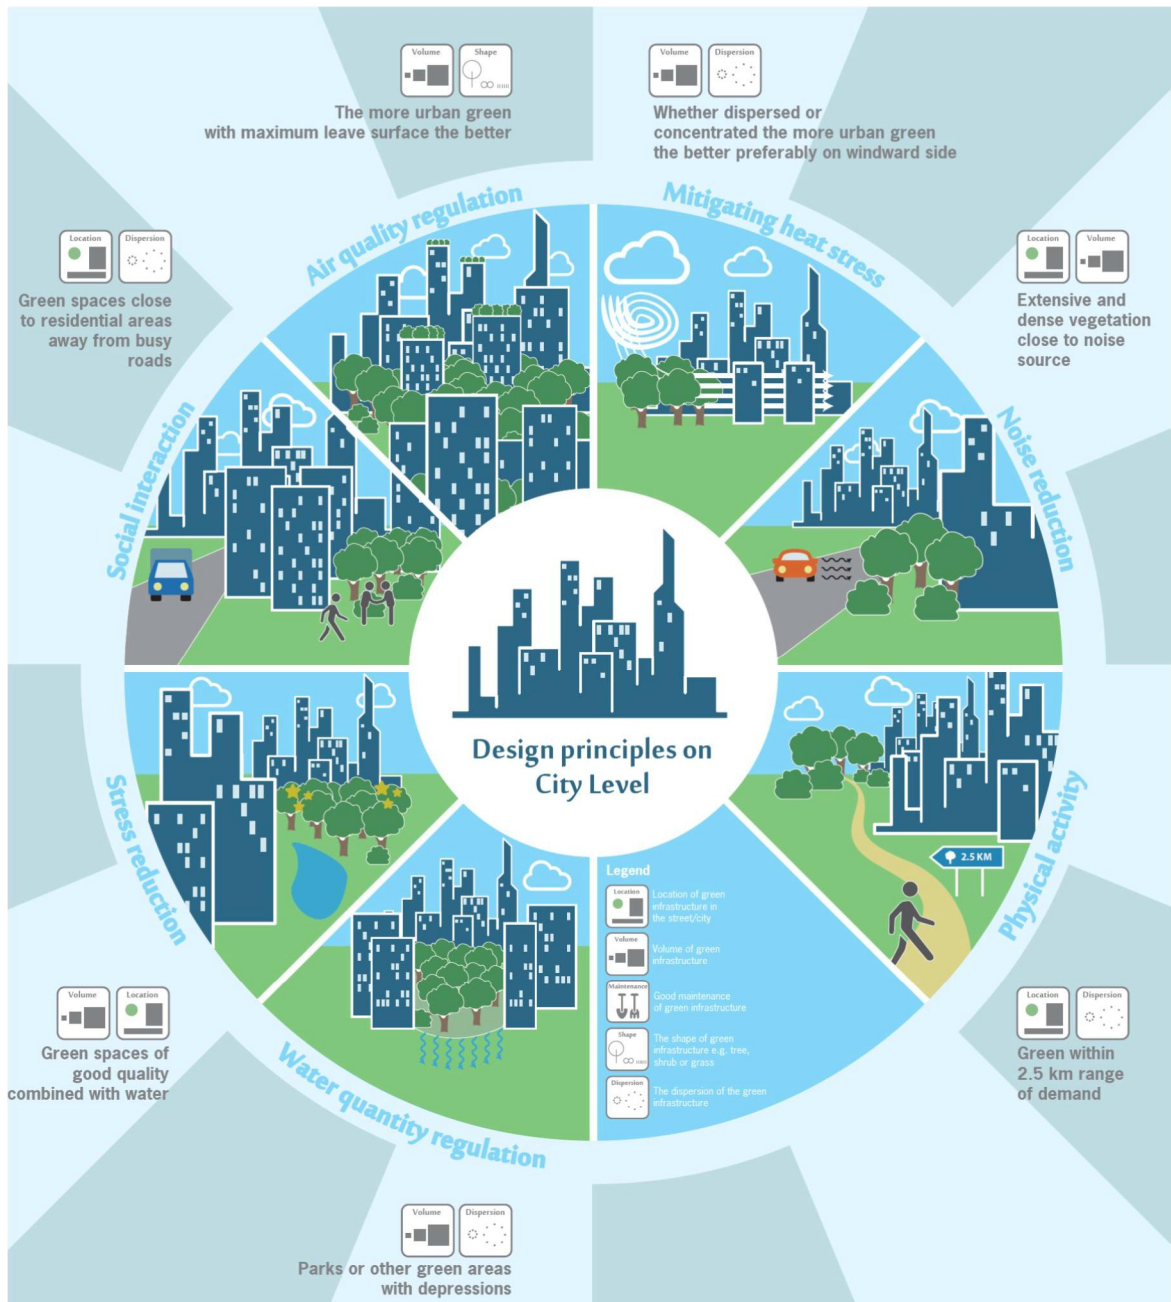 Volume
Shape
The more urban green
with maximum leave surface the better
Volume
Dispersion
Whether dispersed or
concentrated the more urban green
the better preferably on windward side
Air quality regulation
Mitigating heat stress
Location
Dispersion
Green spaces close
to residential areas
away from busy
roads
Location
Volume
Extensive and
dense vegetation
close to noise
source
Social interaction
Noise reduction
Design principles on
City Level
Stress reduction
Physical activity
2.5 KM
Legend
Location
Location of green
infrastructure in
the street/city
Volume
Volume of green
infrastructure
Maintenance
Good maintenance
of green infrastructure
Shape
The shape of green
infrastructure e.g. tree,
shrub or grass
Dispersion
The dispersion of the green
infrastructure
Volume
Location
Green spaces of
good quality
combined with water
Location
Dispersion
Green within
2.5 km range
of demand
Water quantity regulation
Volume
Dispersion
Parks or other green areas
with depressions